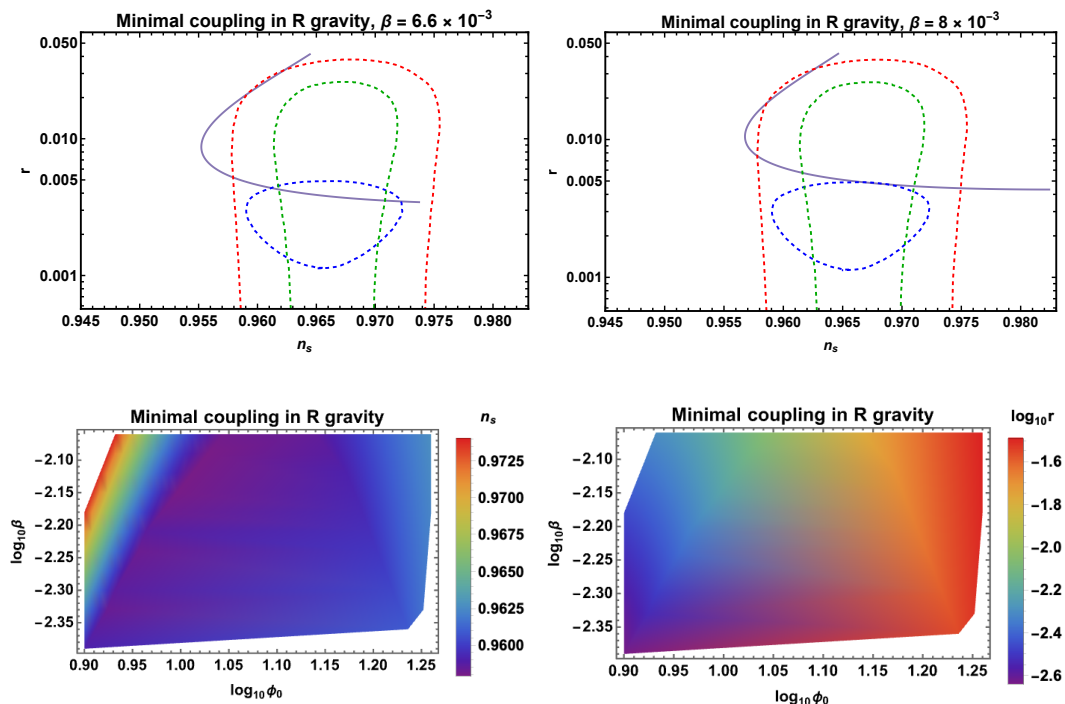 Minimal coupling in R gravity, β = 6.6 × 10⁻³
0.050
0.010
0.005
0.001
r
0.945 0.950 0.955 0.960 0.965 0.970 0.975 0.980
nₛ
Minimal coupling in R gravity, β = 8 × 10⁻³
0.050
0.010
0.005
0.001
r
0.945 0.950 0.955 0.960 0.965 0.970 0.975 0.980
nₛ
Minimal coupling in R gravity
−2.10
−2.15
−2.20
−2.25
−2.30
−2.35
log₁₀β
0.90 0.95 1.00 1.05 1.10 1.15 1.20 1.25
log₁₀ϕ₀
nₛ
0.9725
0.9700
0.9675
0.9650
0.9625
0.9600
Minimal coupling in R gravity
−2.10
−2.15
−2.20
−2.25
−2.30
−2.35
log₁₀β
0.90 0.95 1.00 1.05 1.10 1.15 1.20 1.25
log₁₀ϕ₀
log₁₀r
−1.6
−1.8
−2.0
−2.2
−2.4
−2.6